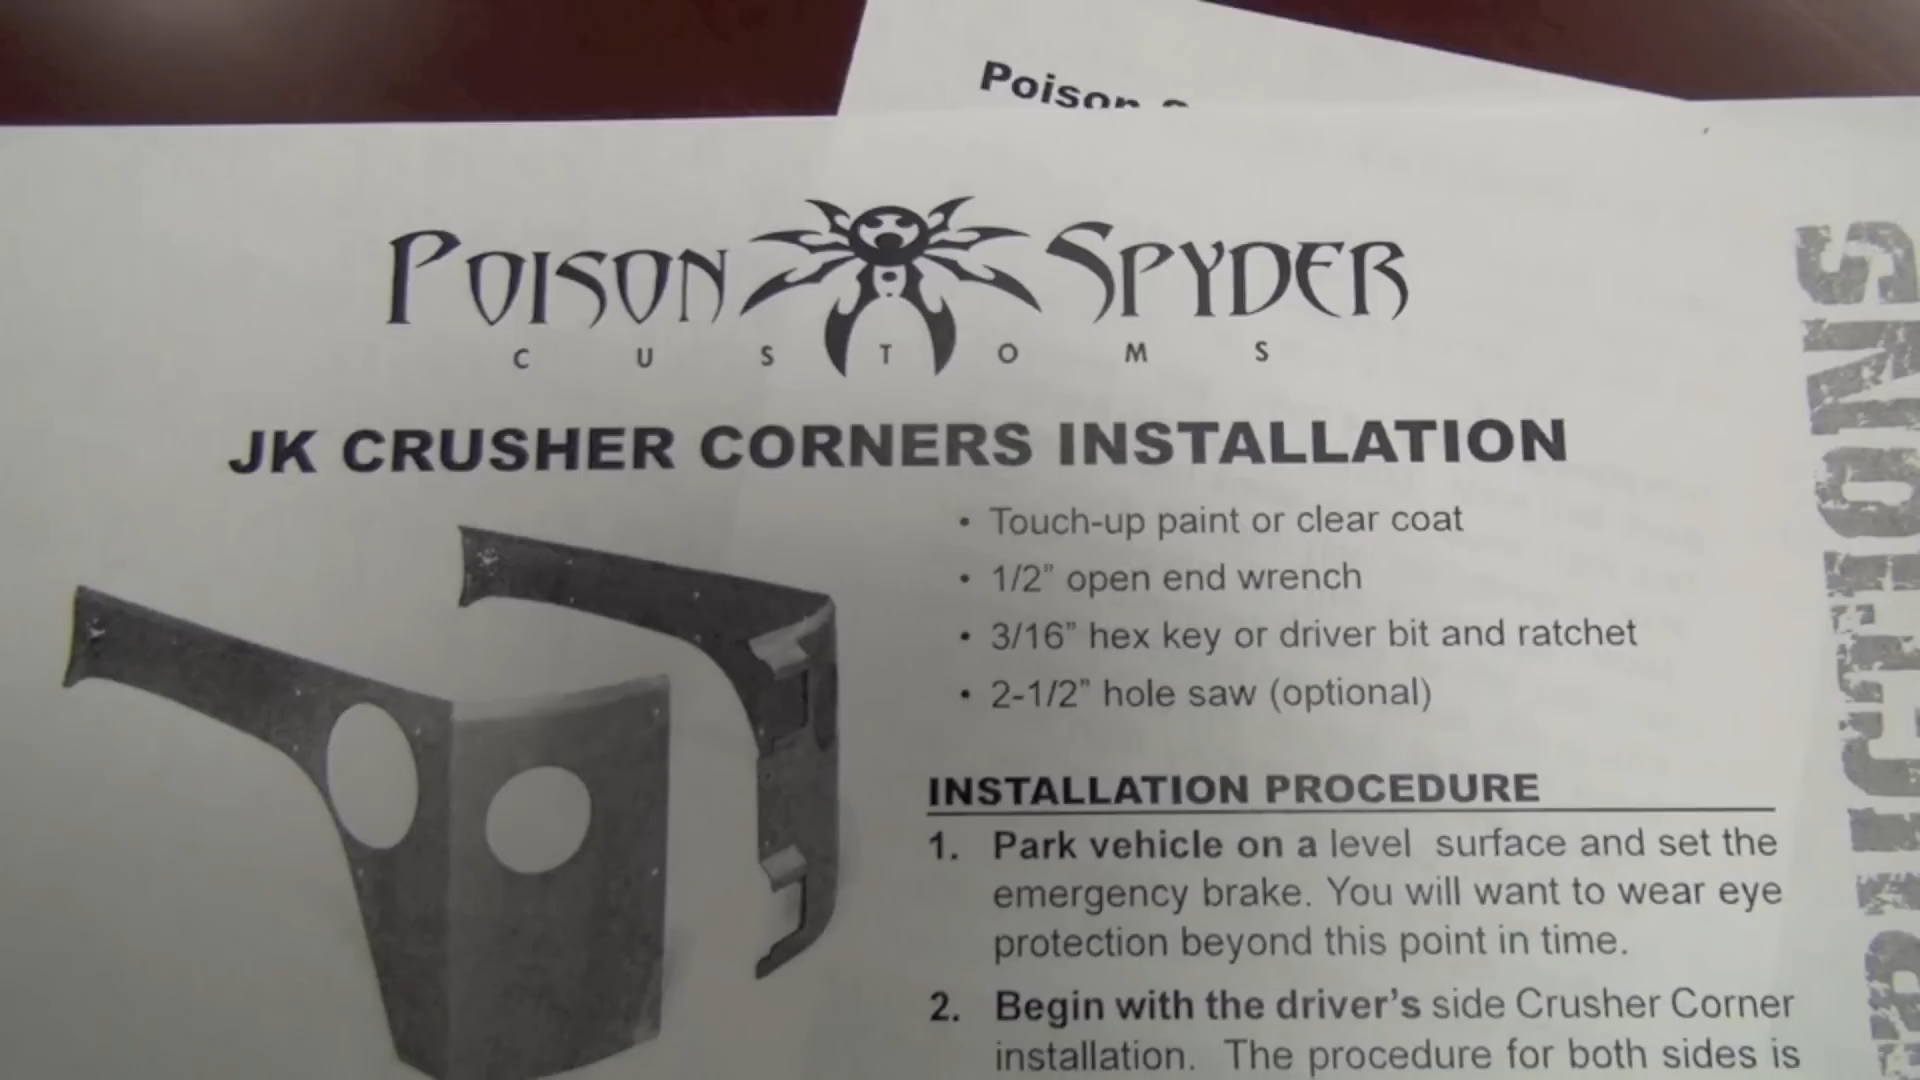 Poison
POISON SPYDER
CUSTOMS
JK CRUSHER CORNERS INSTALLATION
• Touch-up paint or clear coat
• 1/2” open end wrench
• 3/16” hex key or driver bit and ratchet
• 2-1/2” hole saw (optional)
INSTALLATION PROCEDURE
1. Park vehicle on a level surface and set the
emergency brake. You will want to wear eye
protection beyond this point in time.
2. Begin with the driver’s side Crusher Corner
installation. The procedure for both sides is